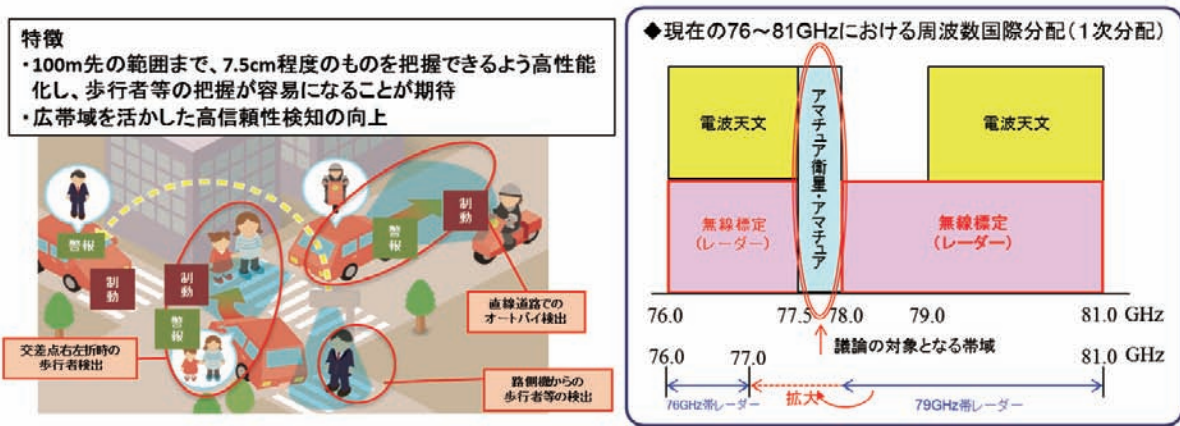 特徴
・100m先の範囲まで、7.5cm程度のものを把握できるよう高性能
化し、歩行者等の把握が容易になることが期待
・広帯域を活かした高信頼性検知の向上
警報
制動
制動
警報
警報
制動
直線道路での
オートバイ検出
交差点右左折時の
歩行者検出
路側機からの
歩行者等の検出
◆現在の76～81GHzにおける周波数国際分配(1次分配)
電波天文
アマチュア衛星・アマチュア
電波天文
無線標定
(レーダー)
無線標定
(レーダー)
76.0 77.5 78.0 79.0 81.0 GHz
議論の対象となる帯域
76.0 77.0 81.0 GHz
76GHz帯レーダー 拡大 79GHz帯レーダー